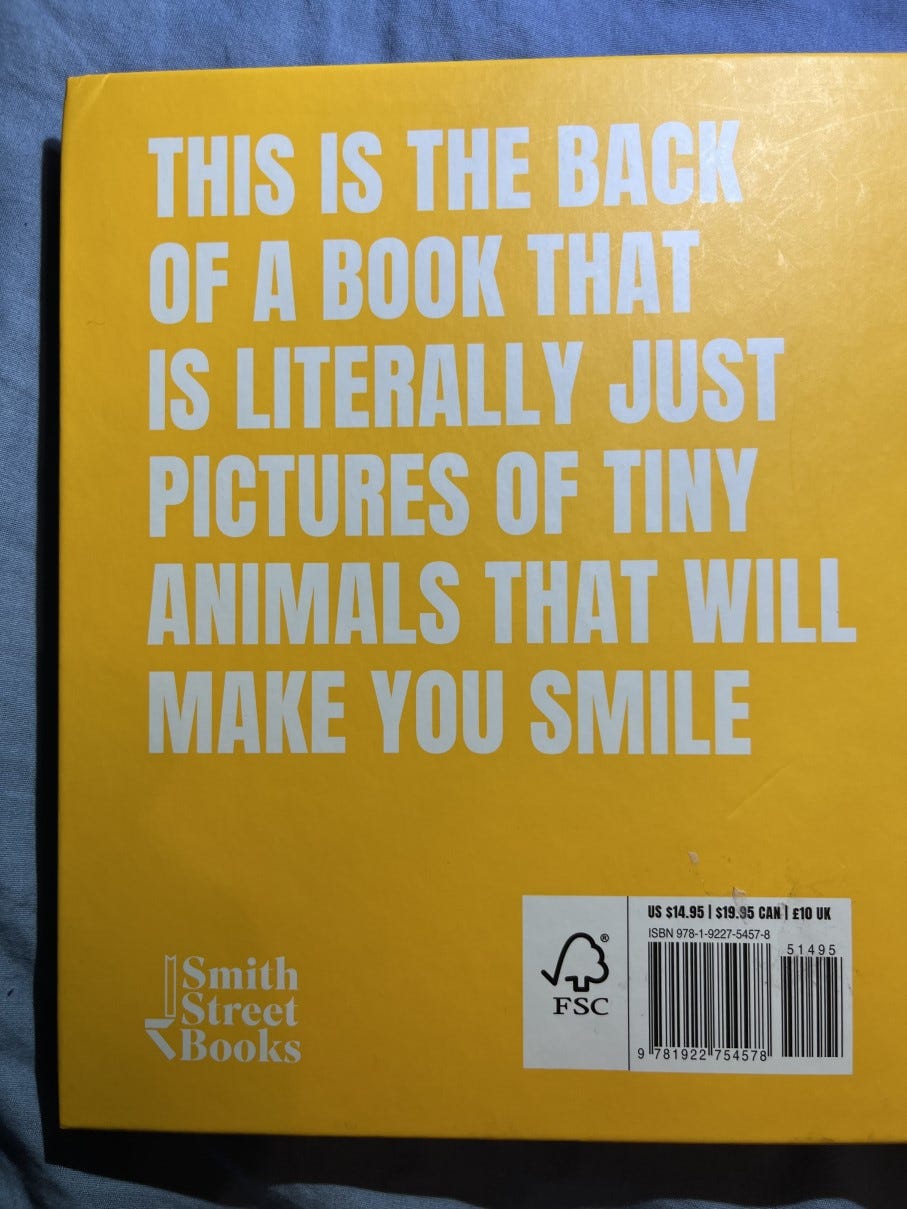 THIS IS THE BACK
OF A BOOK THAT
IS LITERALLY JUST
PICTURES OF TINY
ANIMALS THAT WILL
MAKE YOU SMILE
Smith
Street
Books
® 
FSC
US $14.95 | $19.95 CAN | £10 UK
ISBN 978-1-9227-5457-8
51495
9 781922 754578